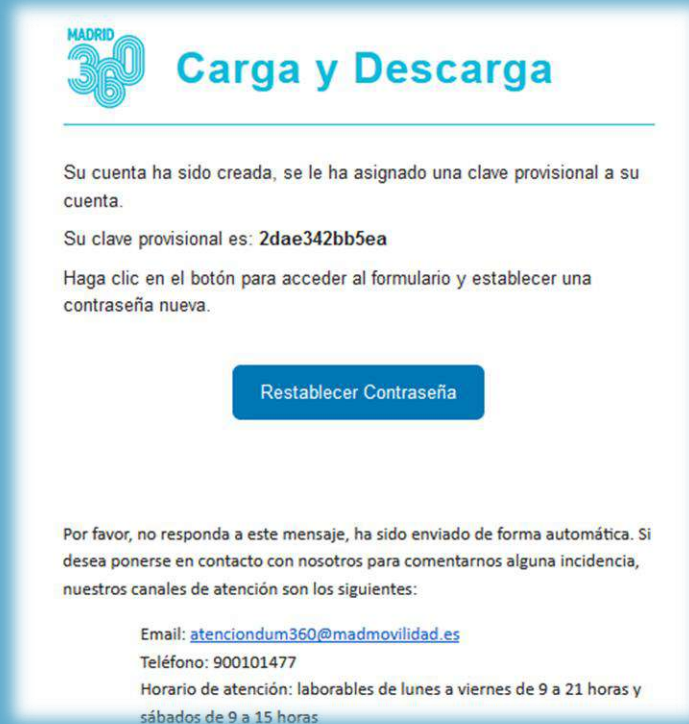 MADRID
360
Carga y Descarga
Su cuenta ha sido creada, se le ha asignado una clave provisional a su
cuenta.
Su clave provisional es: 2dae342bb5ea
Haga clic en el botón para acceder al formulario y establecer una
contraseña nueva.
Restablecer Contraseña
Por favor, no responda a este mensaje, ha sido enviado de forma automática. Si
desea ponerse en contacto con nosotros para comentarnos alguna incidencia,
nuestros canales de atención son los siguientes:
Email: atenciondum360@madmovilidad.es
Teléfono: 900101477
Horario de atención: laborables de lunes a viernes de 9 a 21 horas y
sábados de 9 a 15 horas